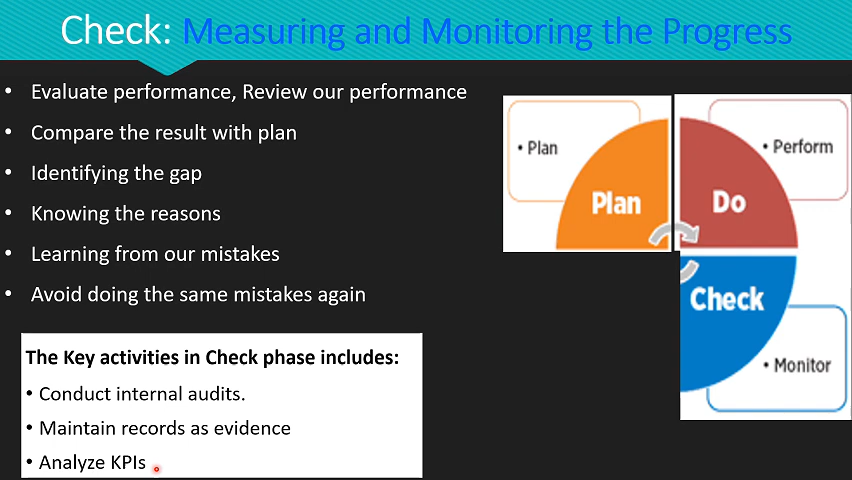 Check: Measuring and Monitoring the Progress
• Evaluate performance, Review our performance
• Compare the result with plan
• Identifying the gap
• Knowing the reasons
• Learning from our mistakes
• Avoid doing the same mistakes again
The Key activities in Check phase includes:
• Conduct internal audits.
• Maintain records as evidence
• Analyze KPIs
• Plan
Plan
• Perform
Do
Check
• Monitor